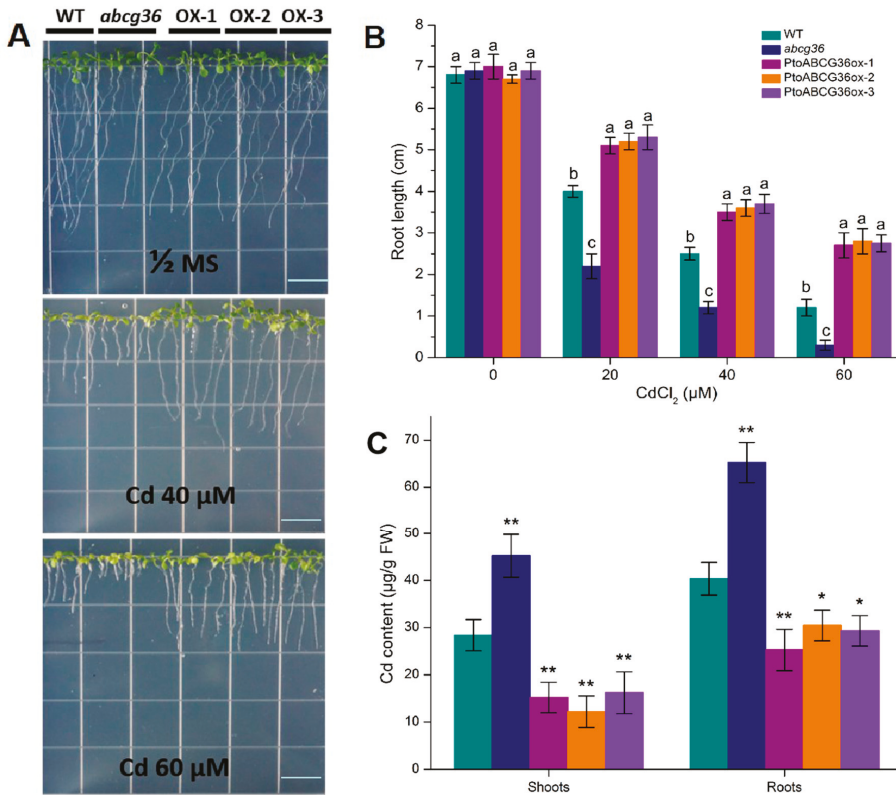 A
WT abcg36 OX-1 OX-2 OX-3
½ MS
Cd 40 µM
Cd 60 µM
B
WT
abcg36
PtoABCG36ox-1
PtoABCG36ox-2
PtoABCG36ox-3
Root length (cm)
8
7
6
5
4
3
2
1
0
a a a a a
b c a a a
b c a a a
b c a a a
0 20 40 60
CdCl₂ (µM)
C
Cd content (µg/g FW)
70
60
50
40
30
20
10
0
** ** ** **
** ** * *
Shoots Roots